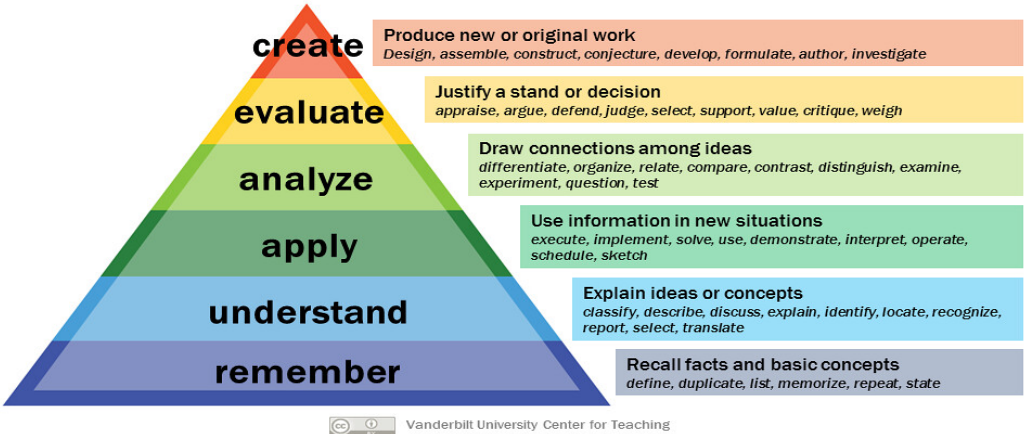 create
Produce new or original work
Design, assemble, construct, conjecture, develop, formulate, author, investigate
evaluate
Justify a stand or decision
appraise, argue, defend, judge, select, support, value, critique, weigh
analyze
Draw connections among ideas
differentiate, organize, relate, compare, contrast, distinguish, examine,
experiment, question, test
apply
Use information in new situations
execute, implement, solve, use, demonstrate, interpret, operate,
schedule, sketch
understand
Explain ideas or concepts
classify, describe, discuss, explain, identify, locate, recognize,
report, select, translate
remember
Recall facts and basic concepts
define, duplicate, list, memorize, repeat, state
cc
Vanderbilt University Center for Teaching